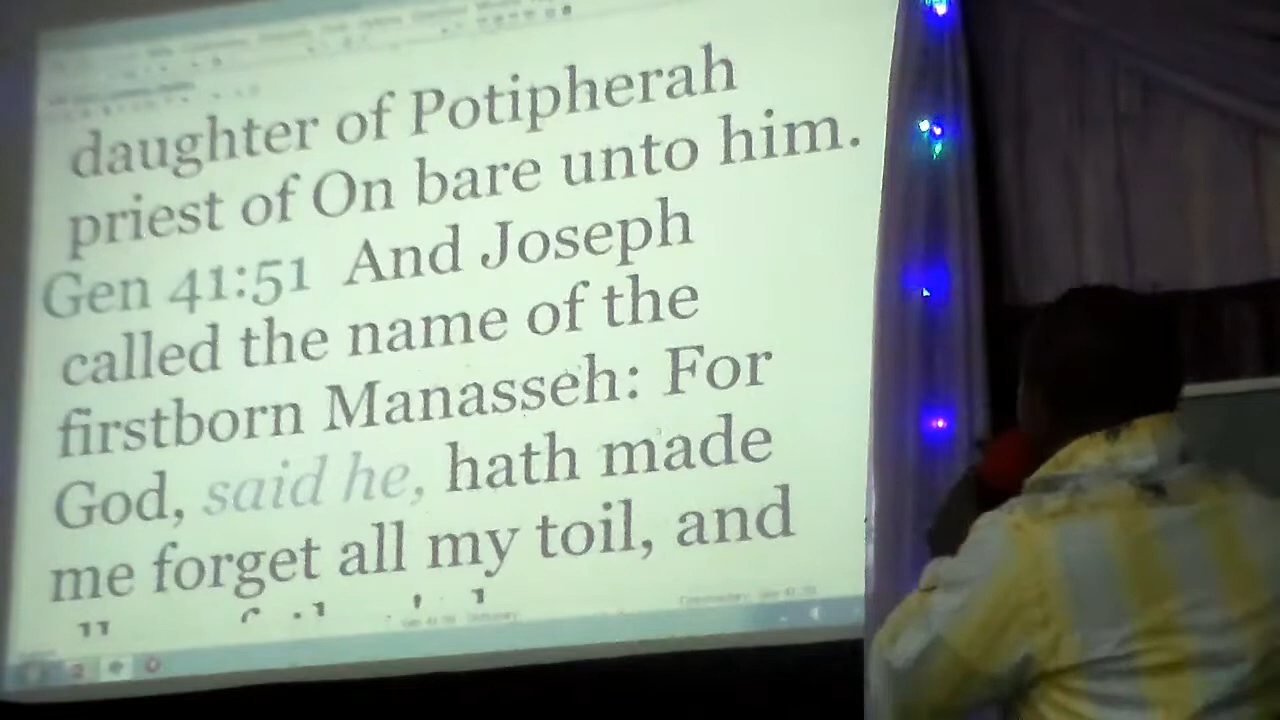 daughter of Potipherah
priest of On bare unto him.
Gen 41:51 And Joseph
called the name of the
firstborn Manasseh: For
God, said he, hath made
me forget all my toil, and